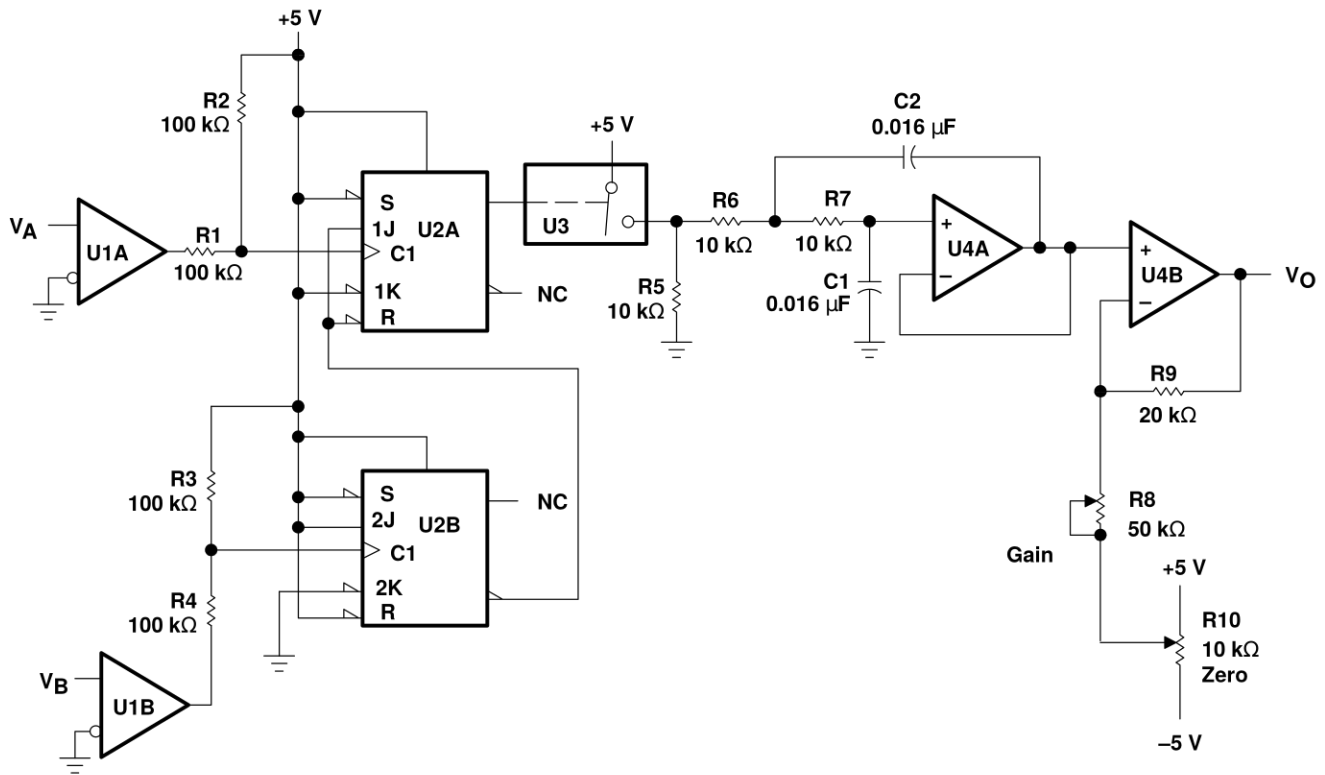 +5 V
R2
100 kΩ
VA
U1A
R1
100 kΩ
S
1J
U2A
C1
1K
R
NC
+5 V
U3
R5
10 kΩ
R6
10 kΩ
C2
0.016 μF
R7
10 kΩ
C1
0.016 μF
+
U4A
–
+
U4B
–
VO
R9
20 kΩ
R8
50 kΩ
Gain
+5 V
R10
10 kΩ
Zero
–5 V
R3
100 kΩ
S
2J
U2B
C1
2K
R
NC
R4
100 kΩ
VB
U1B